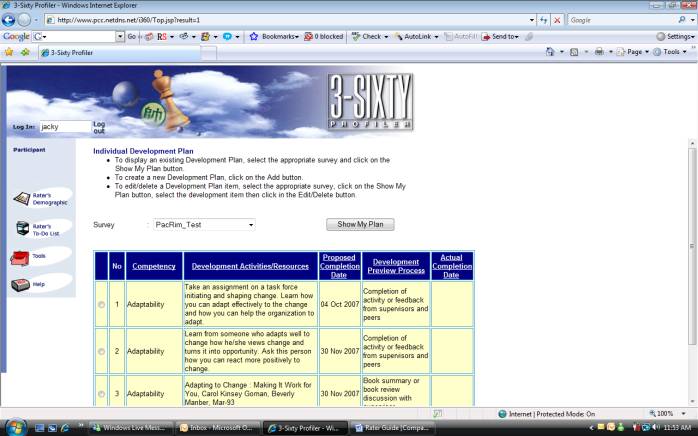 3-Sixty Profiler - Windows Internet Explorer
http://www.pcc.netdns.net/i360/Top.jsp?result=1
Google
Google
Go
RS
Bookmarks
0 blocked
Check
AutoLink
AutoFill
Send to
Settings
3-Sixty Profiler
Page
Tools
3-SIXTY
PROFILER
Log In: jacky
Log out
Participant
Rater's Demographic
Rater's To-Do List
Tools
Help
Individual Development Plan
• To display an existing Development Plan, select the appropriate survey and click on the
Show My Plan button.
• To create a new Development Plan, click on the Add button.
• To edit/delete a Development Plan item, select the appropriate survey, click on the Show My
Plan button, select the development item then click in the Edit/Delete button.
Survey : PacRim_Test
Show My Plan
No
Competency
Development Activities/Resources
Proposed
Completion
Date
Development
Preview Process
Actual
Completion
Date
1
Adaptability
Take an assignment on a task force
initiating and shaping change. Learn how
you can adapt effectively to the change
and how you can help the organization to
adapt.
04 Oct 2007
Completion of
activity or feedback
from supervisors and
peers
2
Adaptability
Learn from someone who adapts well to
change how he/she views change and
turns it into opportunity. Ask this person
how you can react more positively to
change.
30 Nov 2007
Completion of
activity or feedback
from supervisors and
peers
3
Adaptability
Adapting to Change : Making It Work for
You, Carol Kinsey Goman, Beverly
Manber, Mar-93
30 Nov 2007
Book summary or
book review
discussion with
Internet | Protected Mode: On
100%
Windows Live Mess...
Inbox - Microsoft O...
3-Sixty Profiler - Wi...
Rater Guide [Compa...
11:53 AM